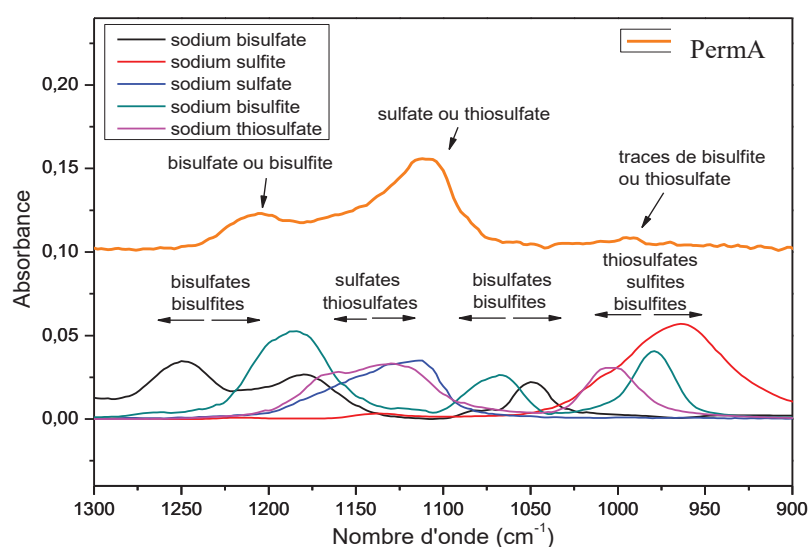 sodium bisulfate
sodium sulfite
sodium sulfate
sodium bisulfite
sodium thiosulfate
PermA
sulfate ou thiosulfate
bisulfate ou bisulfite
traces de bisulfite
ou thiosulfate
bisulfates
bisulfites
sulfates
thiosulfates
bisulfates
bisulfites
thiosulfates
sulfites
bisulfites
Absorbance
0,20
0,15
0,10
0,05
0,00
1300
1250
1200
1150
1100
1050
1000
950
900
Nombre d'onde (cm-1)